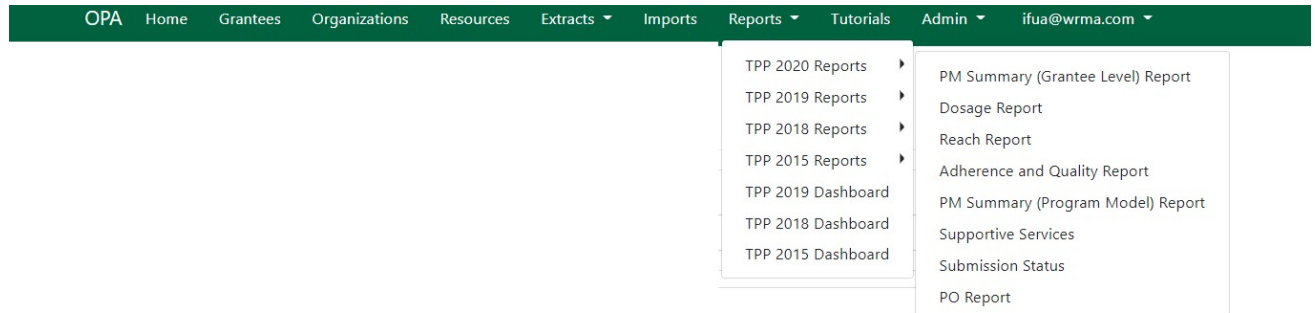 OPA Home Grantees Organizations Resources Extracts Imports Reports Tutorials Admin ifua@wrma.com
TPP 2020 Reports
TPP 2019 Reports
TPP 2018 Reports
TPP 2015 Reports
TPP 2019 Dashboard
TPP 2018 Dashboard
TPP 2015 Dashboard
PM Summary (Grantee Level) Report
Dosage Report
Reach Report
Adherence and Quality Report
PM Summary (Program Model) Report
Supportive Services
Submission Status
PO Report